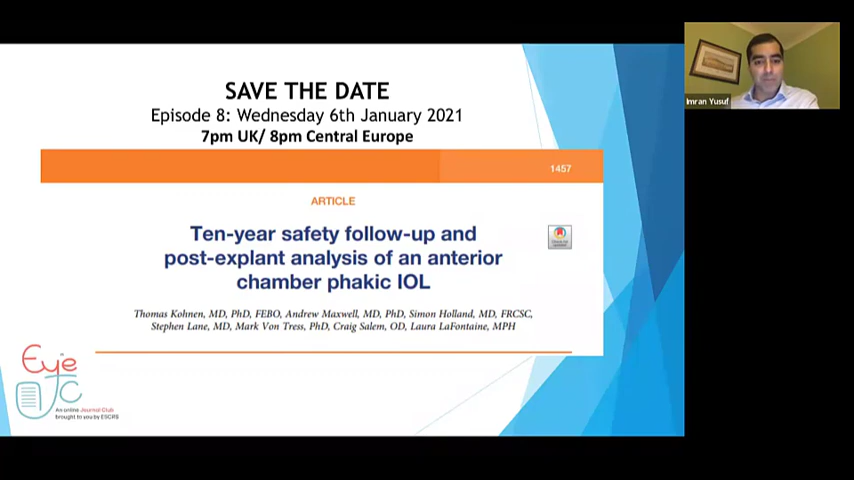 SAVE THE DATE
Episode 8: Wednesday 6th January 2021
7pm UK/ 8pm Central Europe
1457
ARTICLE
Ten-year safety follow-up and
post-explant analysis of an anterior
chamber phakic IOL
Thomas Kohnen, MD, PhD, FEBO, Andrew Maxwell, MD, PhD, Simon Holland, MD, FRCSC,
Stephen Lane, MD, Mark Von Tress, PhD, Craig Salem, OD, Laura LaFontaine, MPH
Eye
JC
An online Journal Club
brought to you by ESCRS
Imran Yusuf